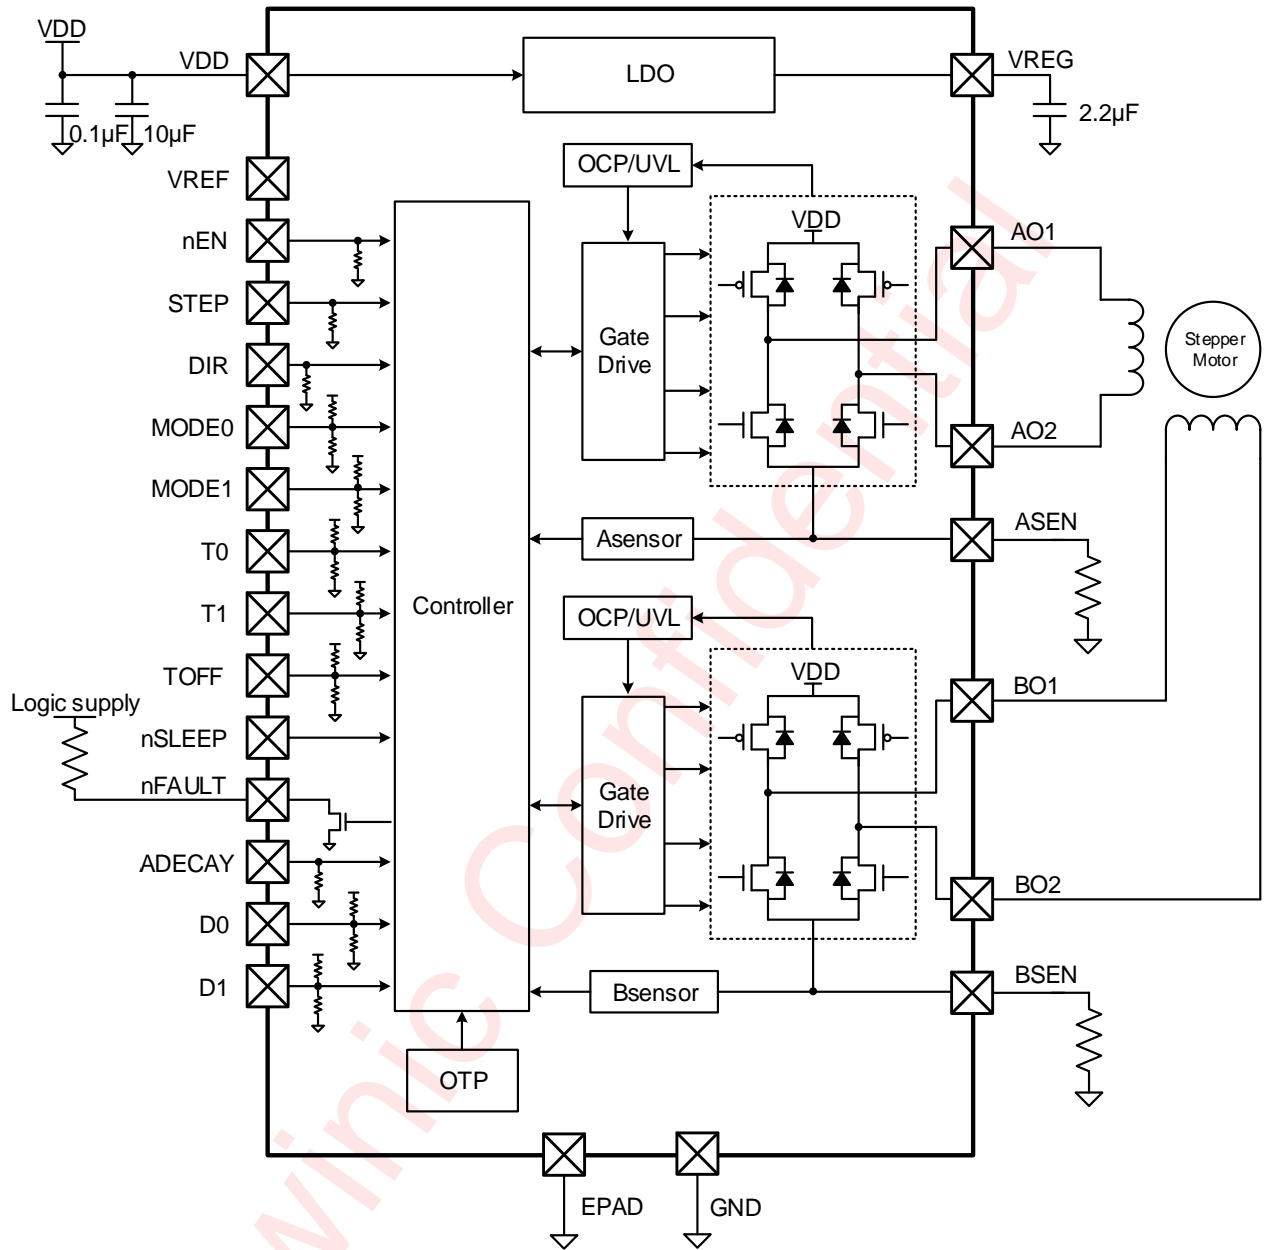 VDD
VDD
0.1µF
10µF
LDO
VREG
2.2µF
VREF
nEN
STEP
DIR
MODE0
MODE1
T0
T1
TOFF
Logic supply
nSLEEP
nFAULT
ADECAY
D0
D1
Controller
OTP
OCP/UVL
Gate
Drive
VDD
Asensor
AO1
AO2
ASEN
Stepper
Motor
OCP/UVL
Gate
Drive
VDD
Bsensor
BO1
BO2
BSEN
EPAD
GND
winic Confidential